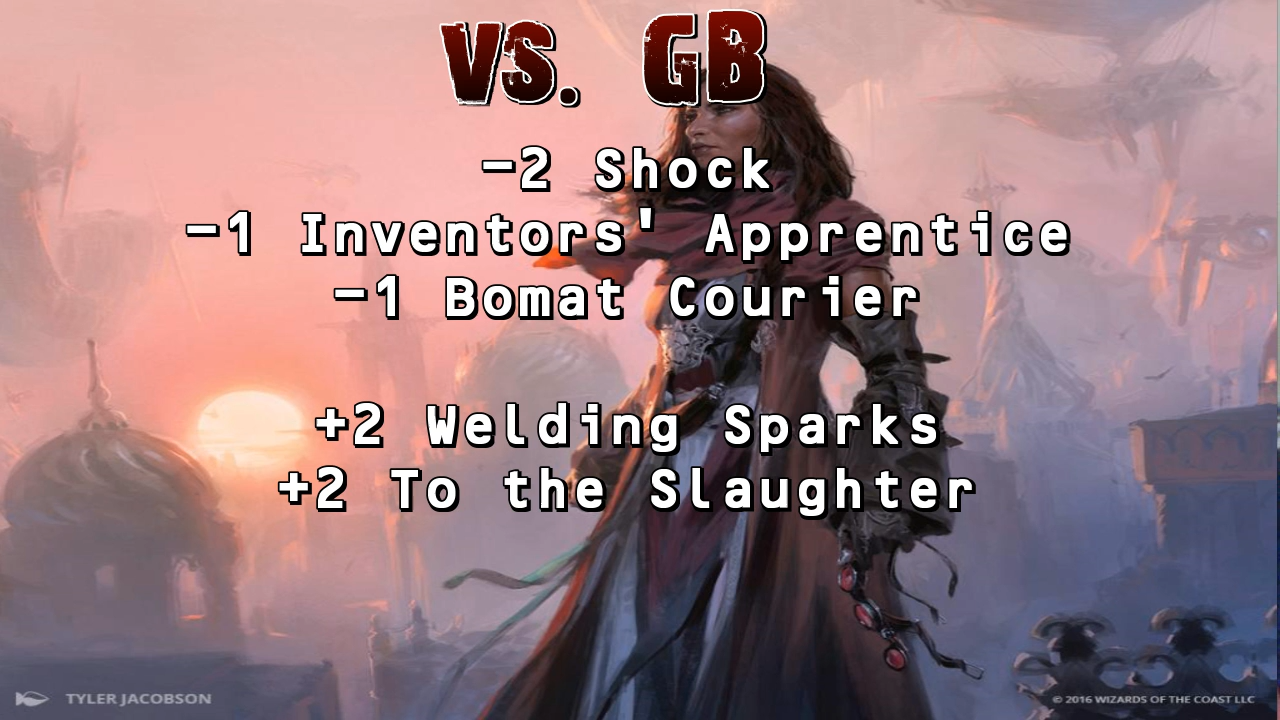 VS. GB
-2 Shock
-1 Inventors' Apprentice
-1 Bomat Courier
+2 Welding Sparks
+2 To the Slaughter
TYLER JACOBSON
© 2016 WIZARDS OF THE COAST LLC